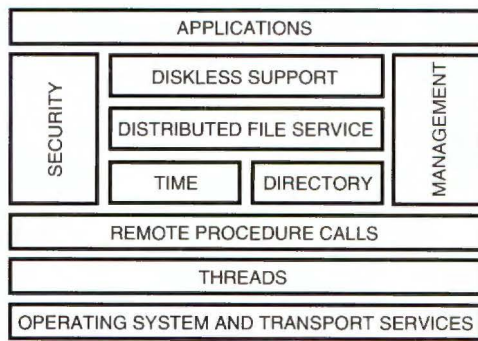 APPLICATIONS
SECURITY
DISKLESS SUPPORT
MANAGEMENT
DISTRIBUTED FILE SERVICE
TIME
DIRECTORY
REMOTE PROCEDURE CALLS
THREADS
OPERATING SYSTEM AND TRANSPORT SERVICES